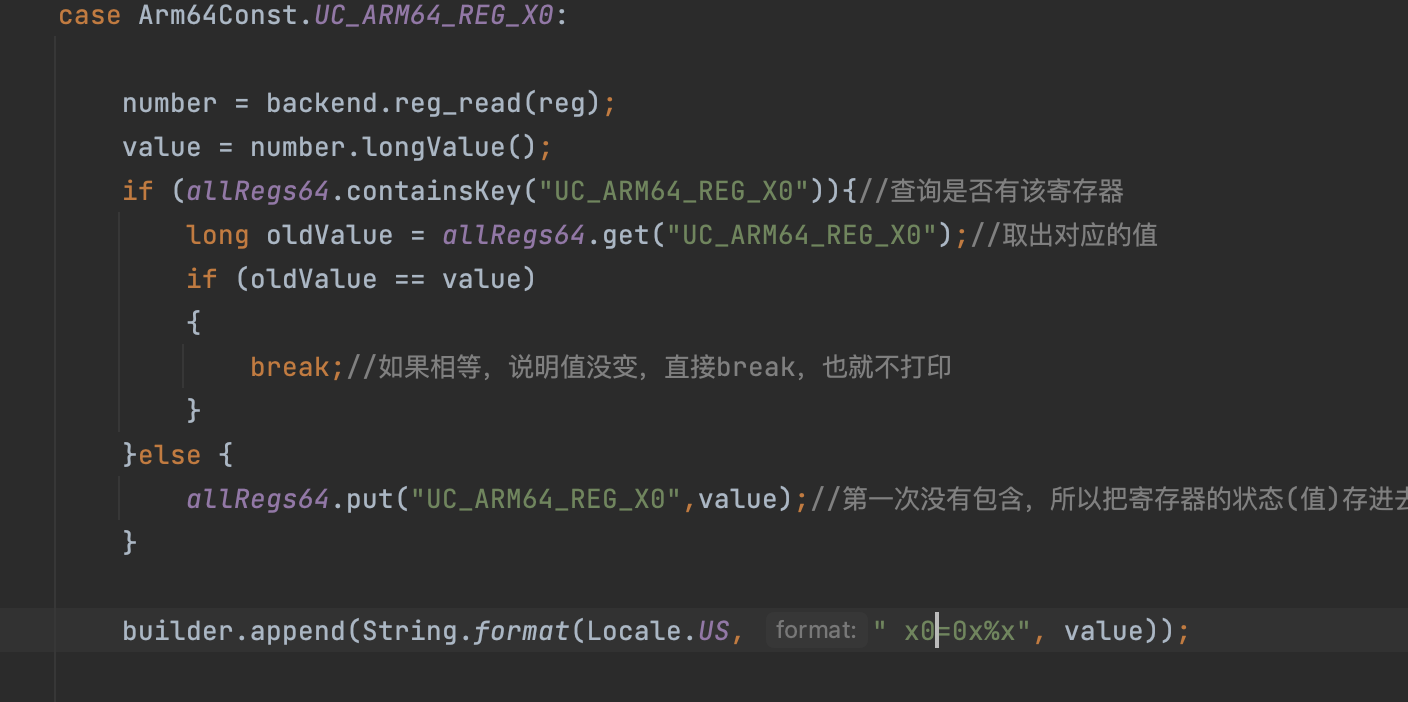 case Arm64Const.UC_ARM64_REG_X0:
number = backend.reg_read(reg);
value = number.longValue();
if (allRegs64.containsKey("UC_ARM64_REG_X0")){//查询是否有该寄存器
long oldValue = allRegs64.get("UC_ARM64_REG_X0");//取出对应的值
if (oldValue == value)
{
break;//如果相等，说明值没变，直接break，也就不打印
}
}else {
allRegs64.put("UC_ARM64_REG_X0",value);//第一次没有包含，所以把寄存器的状态(值)存进去
}
builder.append(String.format(Locale.US, format: " x0=0x%x", value));